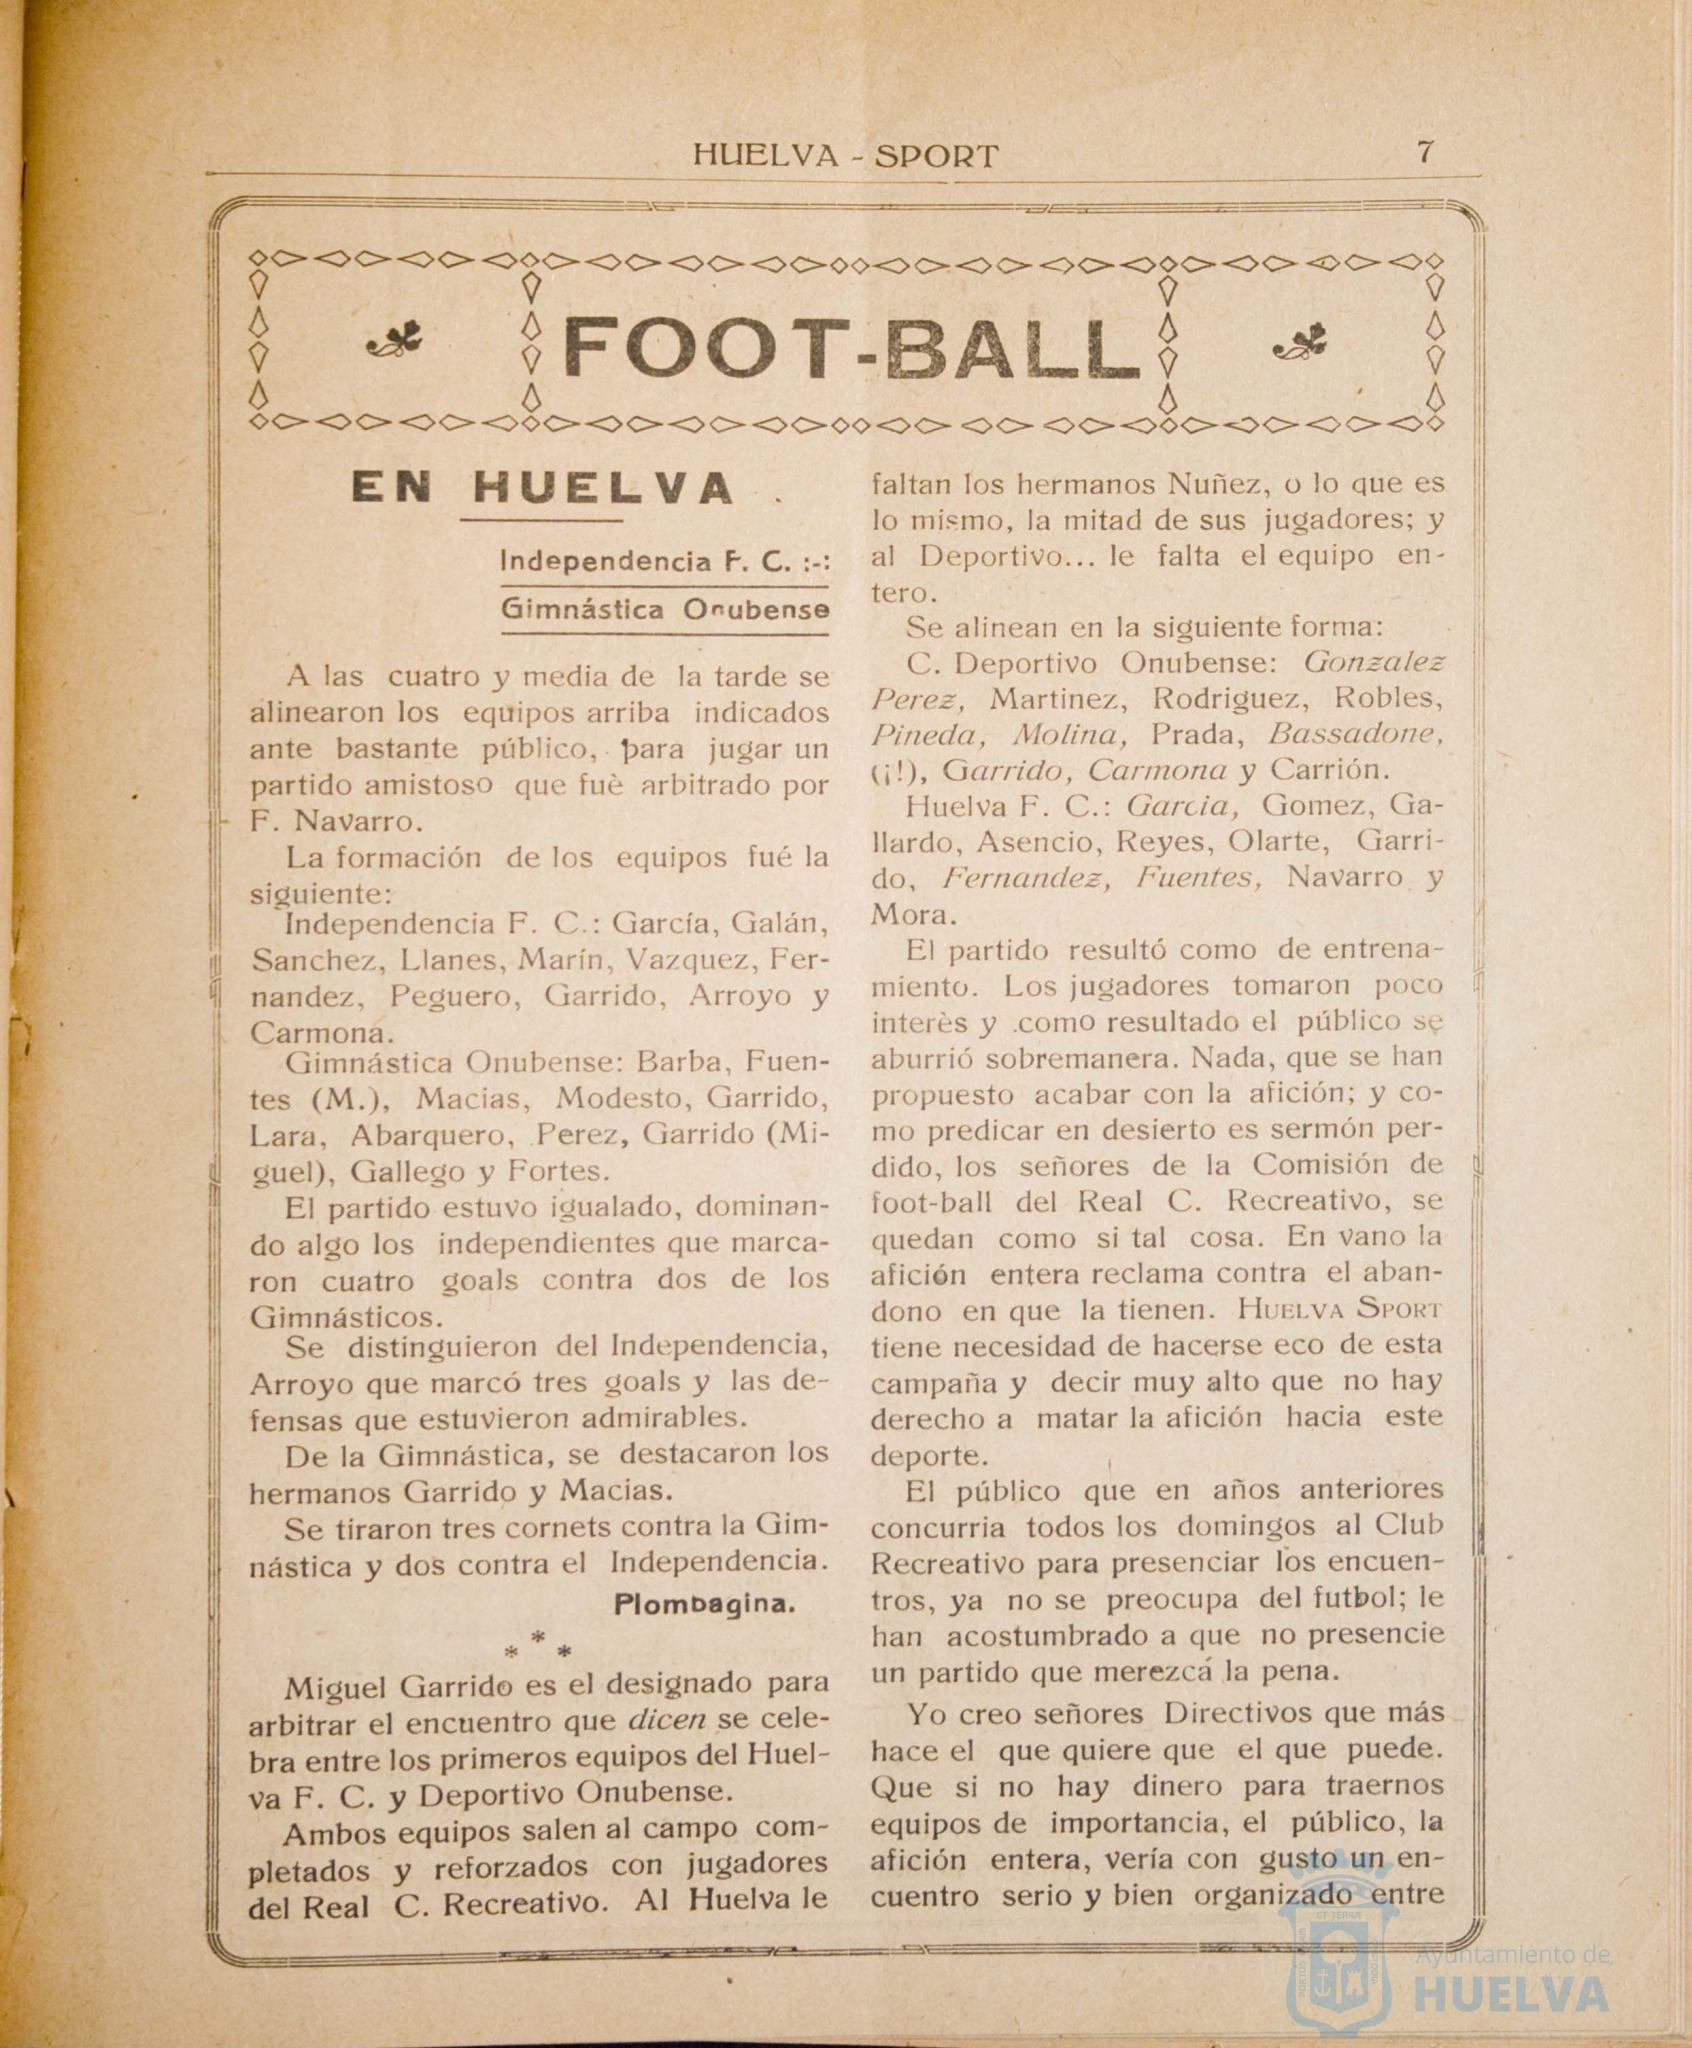 HUELVA - SPORT
7
FOOT-BALL
EN HUELVA
Independencia F. C. :-:
Gimnástica Onubense
A las cuatro y media de la tarde se
alinearon los equipos arriba indicados
ante bastante público, para jugar un
partido amistoso que fuè arbitrado por
F. Navarro.
La formación de los equipos fué la
siguiente:
Independencia F. C.: García, Galán,
Sanchez, Llanes, Marín, Vazquez, Fer-
nandez, Peguero, Garrido, Arroyo y
Carmona.
Gimnástica Onubense: Barba, Fuen-
tes (M.), Macias, Modesto, Garrido,
Lara, Abarquero, Perez, Garrido (Mi-
guel), Gallego y Fortes.
El partido estuvo igualado, dominan-
do algo los independientes que marca-
ron cuatro goals contra dos de los
Gimnásticos.
Se distinguieron del Independencia,
Arroyo que marcó tres goals y las de-
fensas que estuvieron admirables.
De la Gimnástica, se destacaron los
hermanos Garrido y Macias.
Se tiraron tres cornets contra la Gim-
nástica y dos contra el Independencia.
Plombagina.
* * *
Miguel Garrido es el designado para
arbitrar el encuentro que dicen se cele-
bra entre los primeros equipos del Huel-
va F. C. y Deportivo Onubense.
Ambos equipos salen al campo com-
pletados y reforzados con jugadores
del Real C. Recreativo. Al Huelva le
faltan los hermanos Nuñez, o lo que es
lo mismo, la mitad de sus jugadores; y
al Deportivo... le falta el equipo en-
tero.
Se alinean en la siguiente forma:
C. Deportivo Onubense: Gonzalez
Perez, Martinez, Rodriguez, Robles,
Pineda, Molina, Prada, Bassadone,
(¡!), Garrido, Carmona y Carrión.
Huelva F. C.: Garcia, Gomez, Ga-
llardo, Asencio, Reyes, Olarte, Garri-
do, Fernandez, Fuentes, Navarro y
Mora.
El partido resultó como de entrena-
miento. Los jugadores tomaron poco
interès y como resultado el público se
aburrió sobremanera. Nada, que se han
propuesto acabar con la afición; y co-
mo predicar en desierto es sermón per-
dido, los señores de la Comisión de
foot-ball del Real C. Recreativo, se
quedan como si tal cosa. En vano la
afición entera reclama contra el aban-
dono en que la tienen. HUELVA SPORT
tiene necesidad de hacerse eco de esta
campaña y decir muy alto que no hay
derecho a matar la afición hacia este
deporte.
El público que en años anteriores
concurria todos los domingos al Club
Recreativo para presenciar los encuen-
tros, ya no se preocupa del futbol; le
han acostumbrado a que no presencie
un partido que merezcá la pena.
Yo creo señores Directivos que más
hace el que quiere que el que puede.
Que si no hay dinero para traernos
equipos de importancia, el público, la
afición entera, vería con gusto un en-
cuentro serio y bien organizado entre
Ayuntamiento de
HUELVA